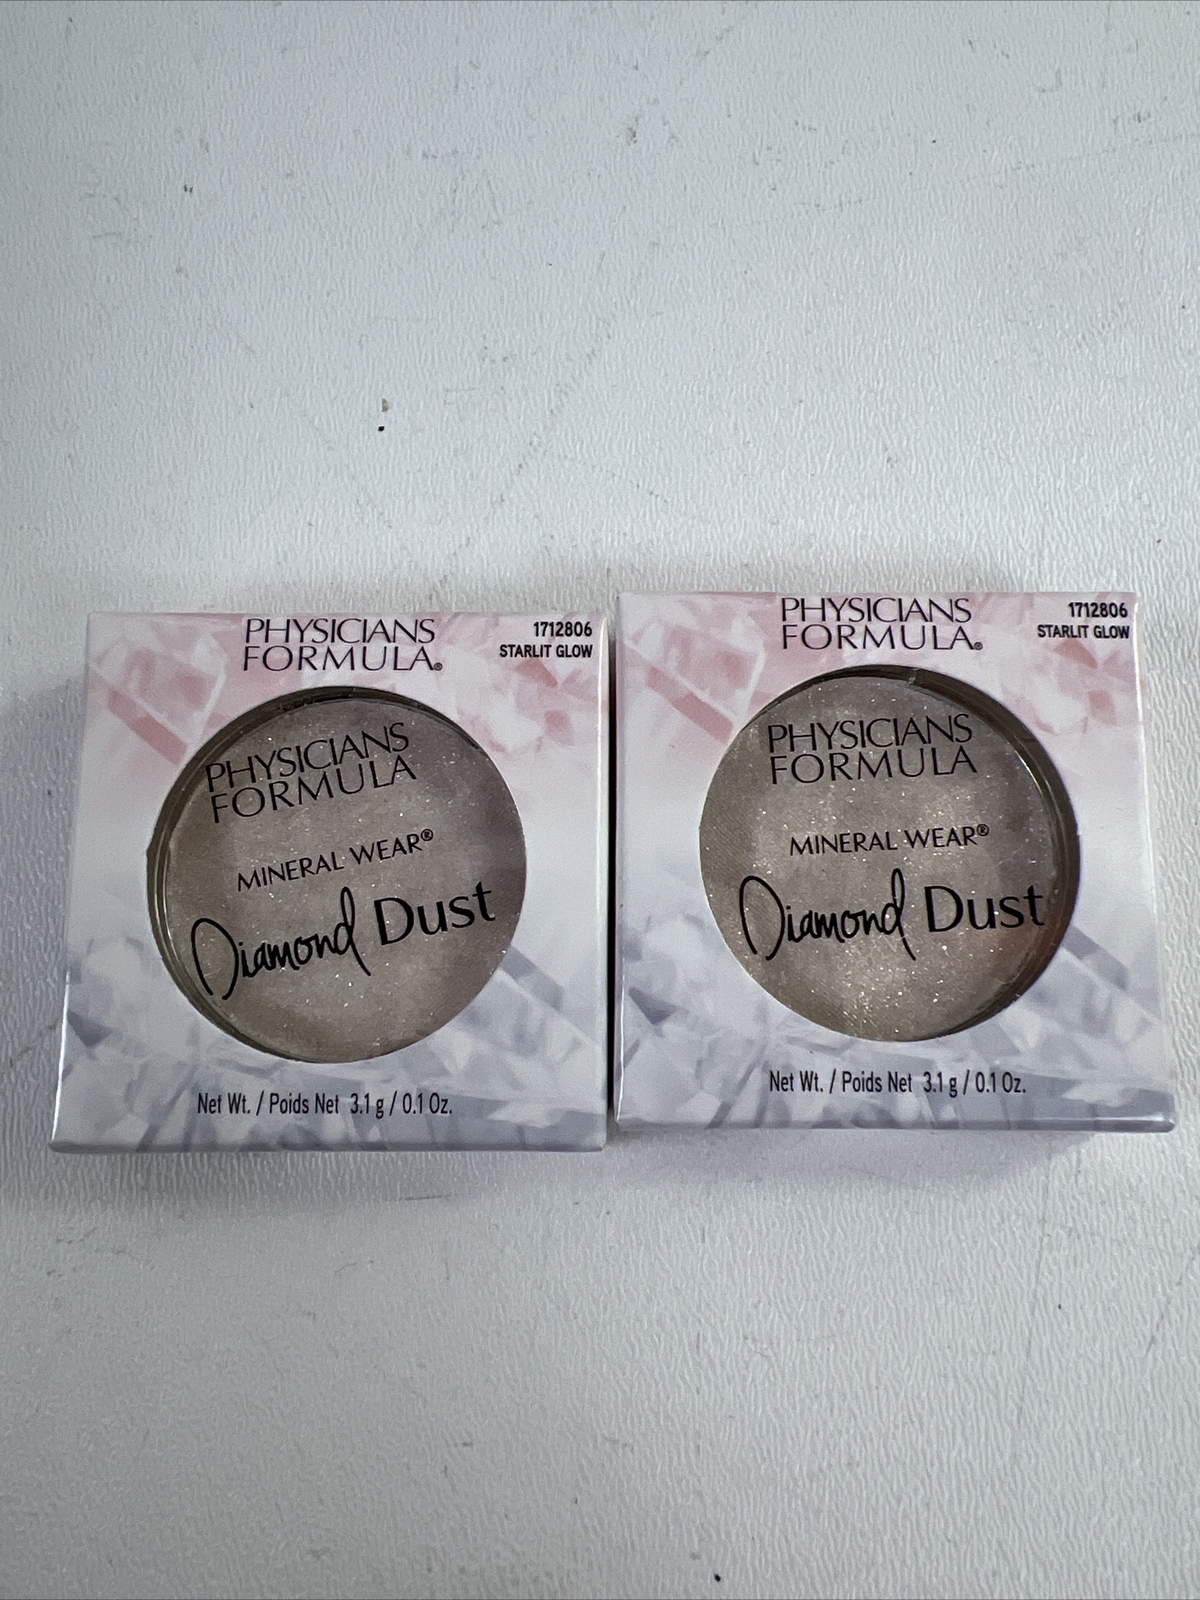 PHYSICIANS
FORMULA®
1712806
STARLIT GLOW
PHYSICIANS
FORMULA
MINERAL WEAR®
Diamond Dust
Net Wt. / Poids Net 3.1 g / 0.1 Oz.
PHYSICIANS
FORMULA®
1712806
STARLIT GLOW
PHYSICIANS
FORMULA
MINERAL WEAR®
Diamond Dust
Net Wt. / Poids Net 3.1 g / 0.1 Oz.